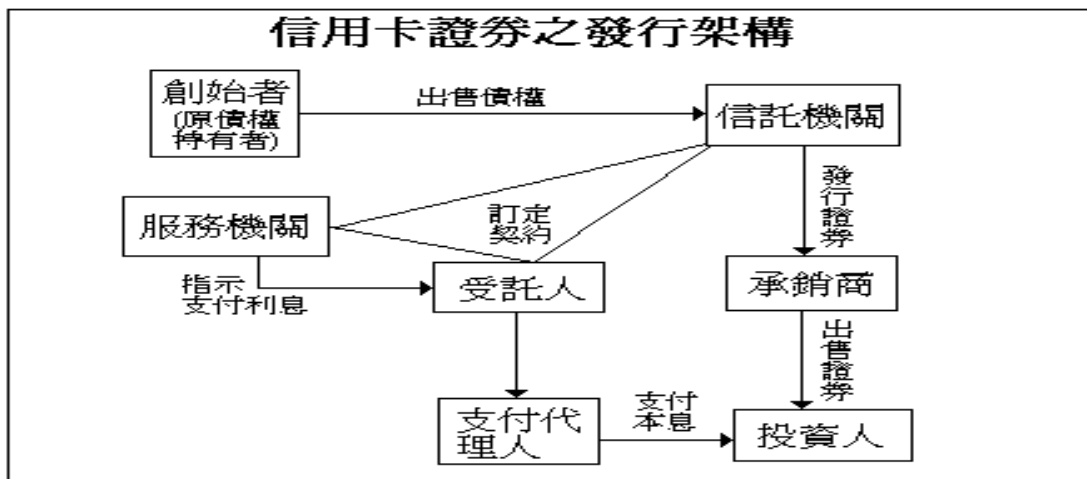 信用卡證券之發行架構
創始者
(原債權
持有者)
出售債權
信託機關
發行證券
服務機關
訂定
契約
指示
支付利息
受託人
承銷商
出售證券
支付代
理人
支付
本息
投資人